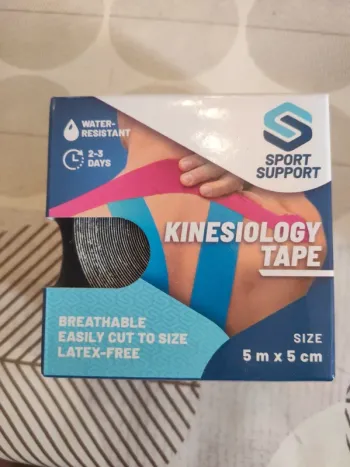 WATER-
RESISTANT
2-3
DAYS
SPORT
SUPPORT
KINESIOLOGY
TAPE
BREATHABLE
EASILY CUT TO SIZE
LATEX-FREE
SIZE
5 m x 5 cm